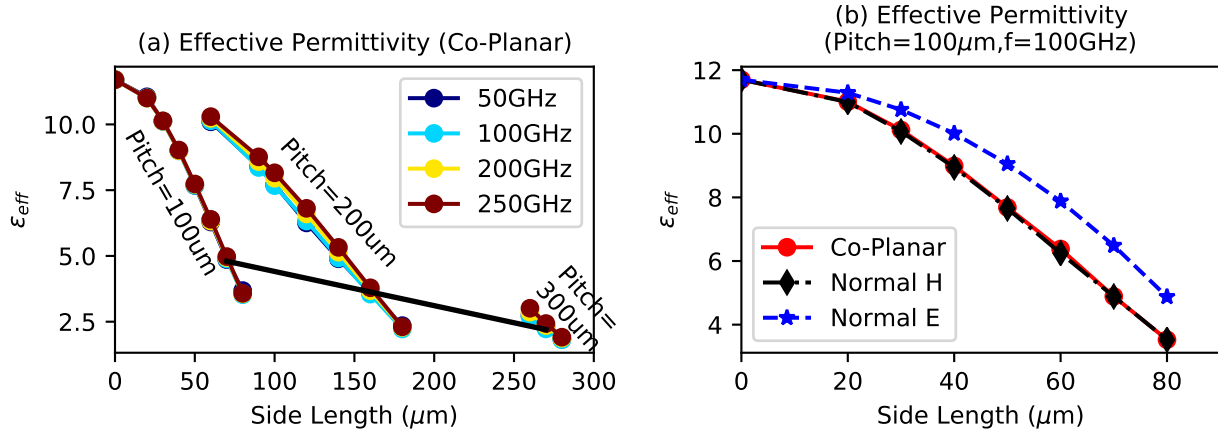 (a) Effective Permittivity (Co-Planar)
ε_eff
10.0
7.5
5.0
2.5
0
50
100
150
200
250
300
Side Length (μm)
50GHz
100GHz
200GHz
250GHz
Pitch=100um
Pitch=200um
Pitch=
300um
(b) Effective Permittivity
(Pitch=100μm,f=100GHz)
ε_eff
12
10
8
6
4
0
20
40
60
80
Side Length (μm)
Co-Planar
Normal H
Normal E